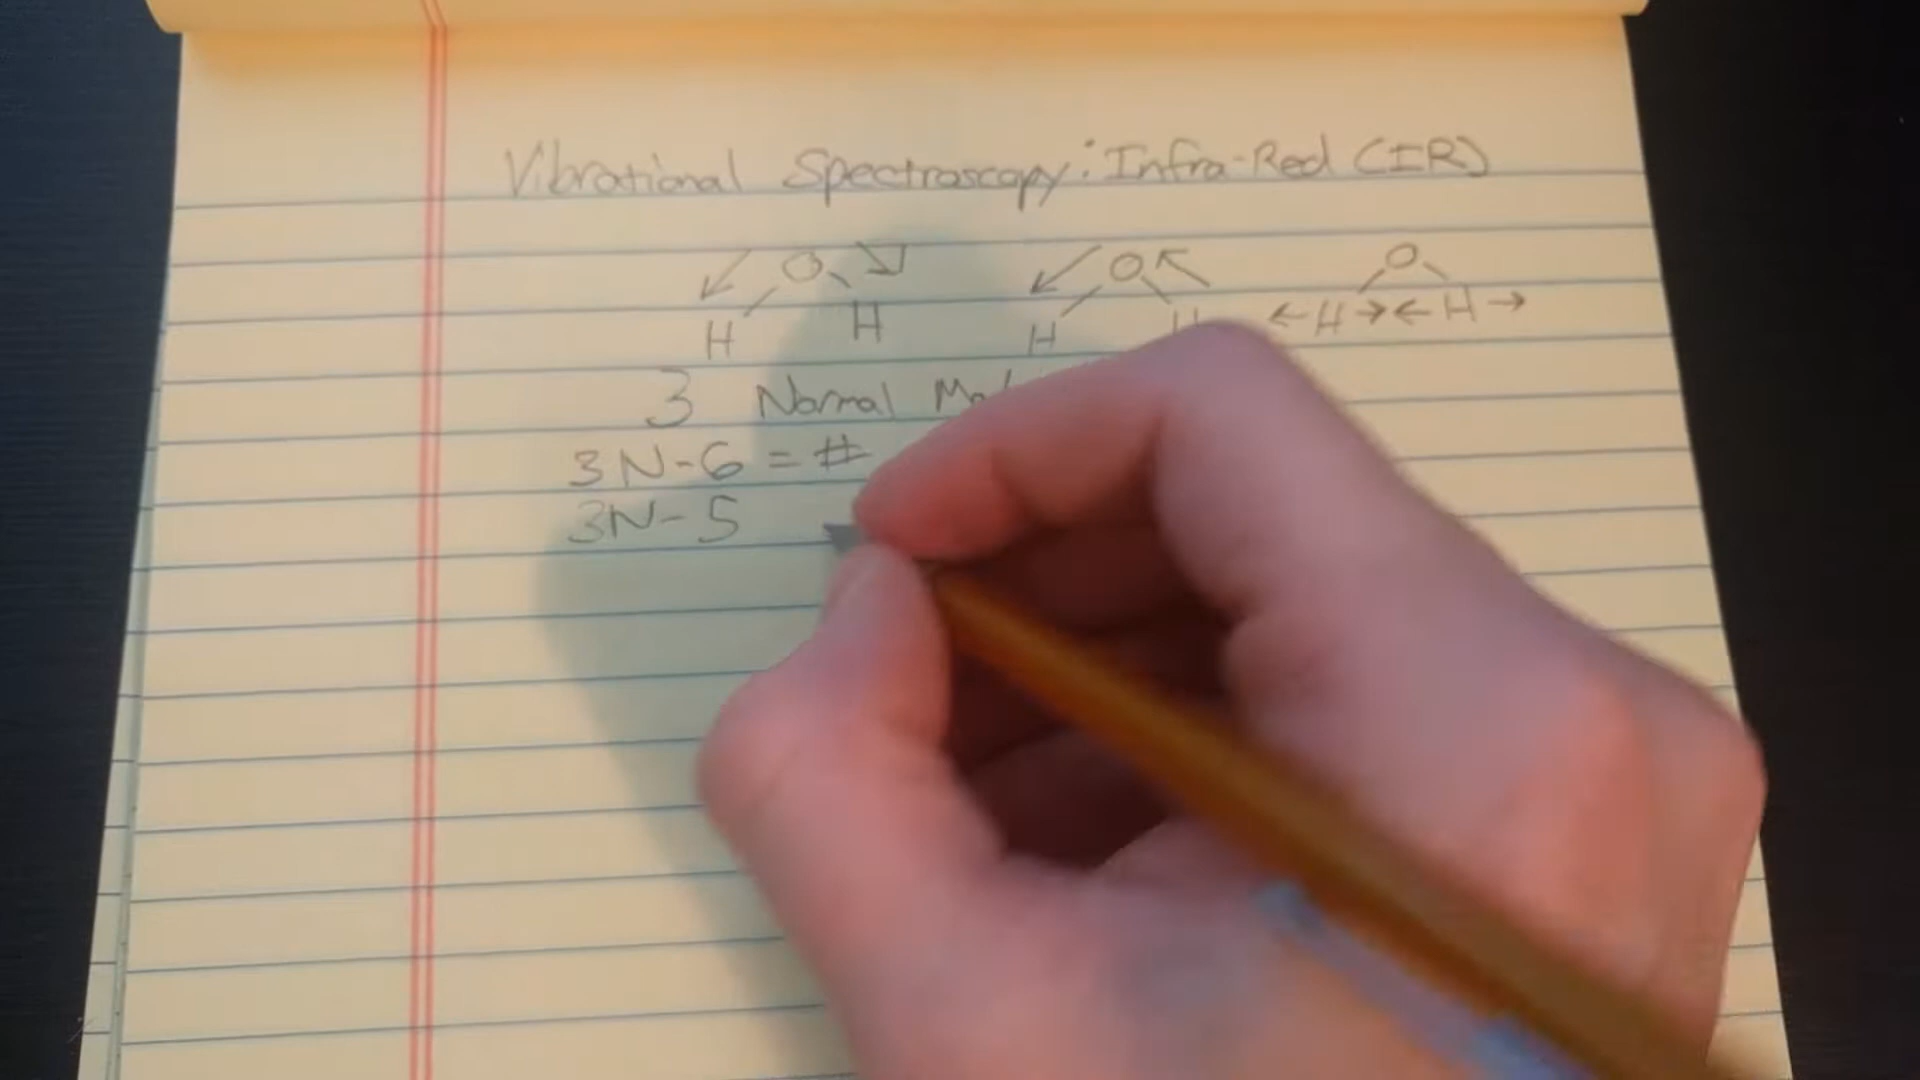 Vibrational Spectroscopy: Infra-Red (IR)
O O O
H H H H ←H→←H→
3 Normal
3N-6 = #
3N-5